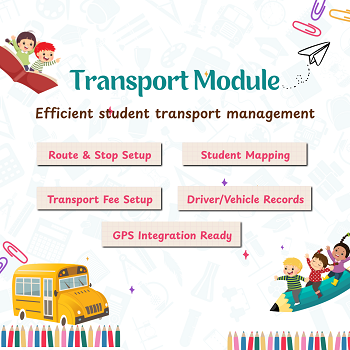 Transport Module
Efficient student transport management
Route & Stop Setup
Student Mapping
Transport Fee Setup
Driver/Vehicle Records
GPS Integration Ready